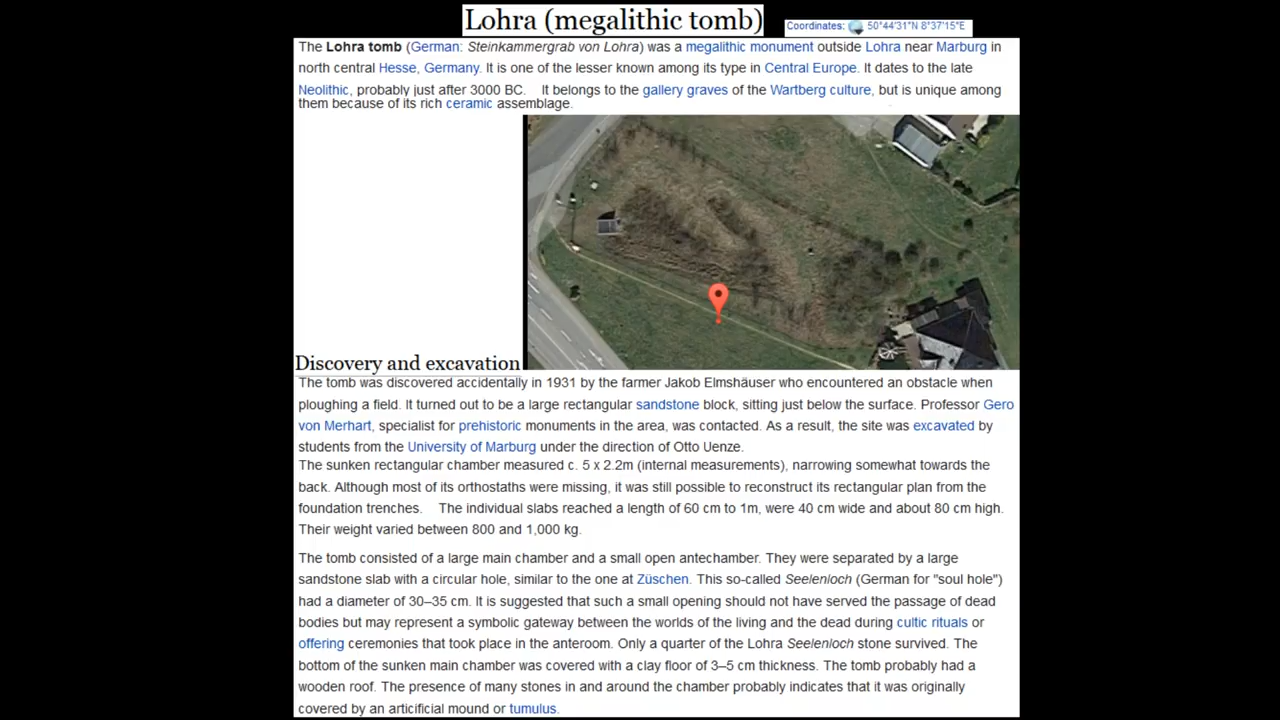 Lohra (megalithic tomb)
Coordinates: 50°44'31"N 8°37'15"E
The Lohra tomb (German: Steinkammergrab von Lohra) was a megalithic monument outside Lohra near Marburg in
north central Hesse, Germany. It is one of the lesser known among its type in Central Europe. It dates to the late
Neolithic, probably just after 3000 BC. It belongs to the gallery graves of the Wartberg culture, but is unique among
them because of its rich ceramic assemblage.
Discovery and excavation
The tomb was discovered accidentally in 1931 by the farmer Jakob Elmshäuser who encountered an obstacle when
ploughing a field. It turned out to be a large rectangular sandstone block, sitting just below the surface. Professor Gero
von Merhart, specialist for prehistoric monuments in the area, was contacted. As a result, the site was excavated by
students from the University of Marburg under the direction of Otto Uenze.
The sunken rectangular chamber measured c. 5 x 2.2m (internal measurements), narrowing somewhat towards the
back. Although most of its orthostaths were missing, it was still possible to reconstruct its rectangular plan from the
foundation trenches. The individual slabs reached a length of 60 cm to 1m, were 40 cm wide and about 80 cm high.
Their weight varied between 800 and 1,000 kg.
The tomb consisted of a large main chamber and a small open antechamber. They were separated by a large
sandstone slab with a circular hole, similar to the one at Züschen. This so-called Seelenloch (German for "soul hole")
had a diameter of 30–35 cm. It is suggested that such a small opening should not have served the passage of dead
bodies but may represent a symbolic gateway between the worlds of the living and the dead during cultic rituals or
offering ceremonies that took place in the anteroom. Only a quarter of the Lohra Seelenloch stone survived. The
bottom of the sunken main chamber was covered with a clay floor of 3–5 cm thickness. The tomb probably had a
wooden roof. The presence of many stones in and around the chamber probably indicates that it was originally
covered by an articificial mound or tumulus.